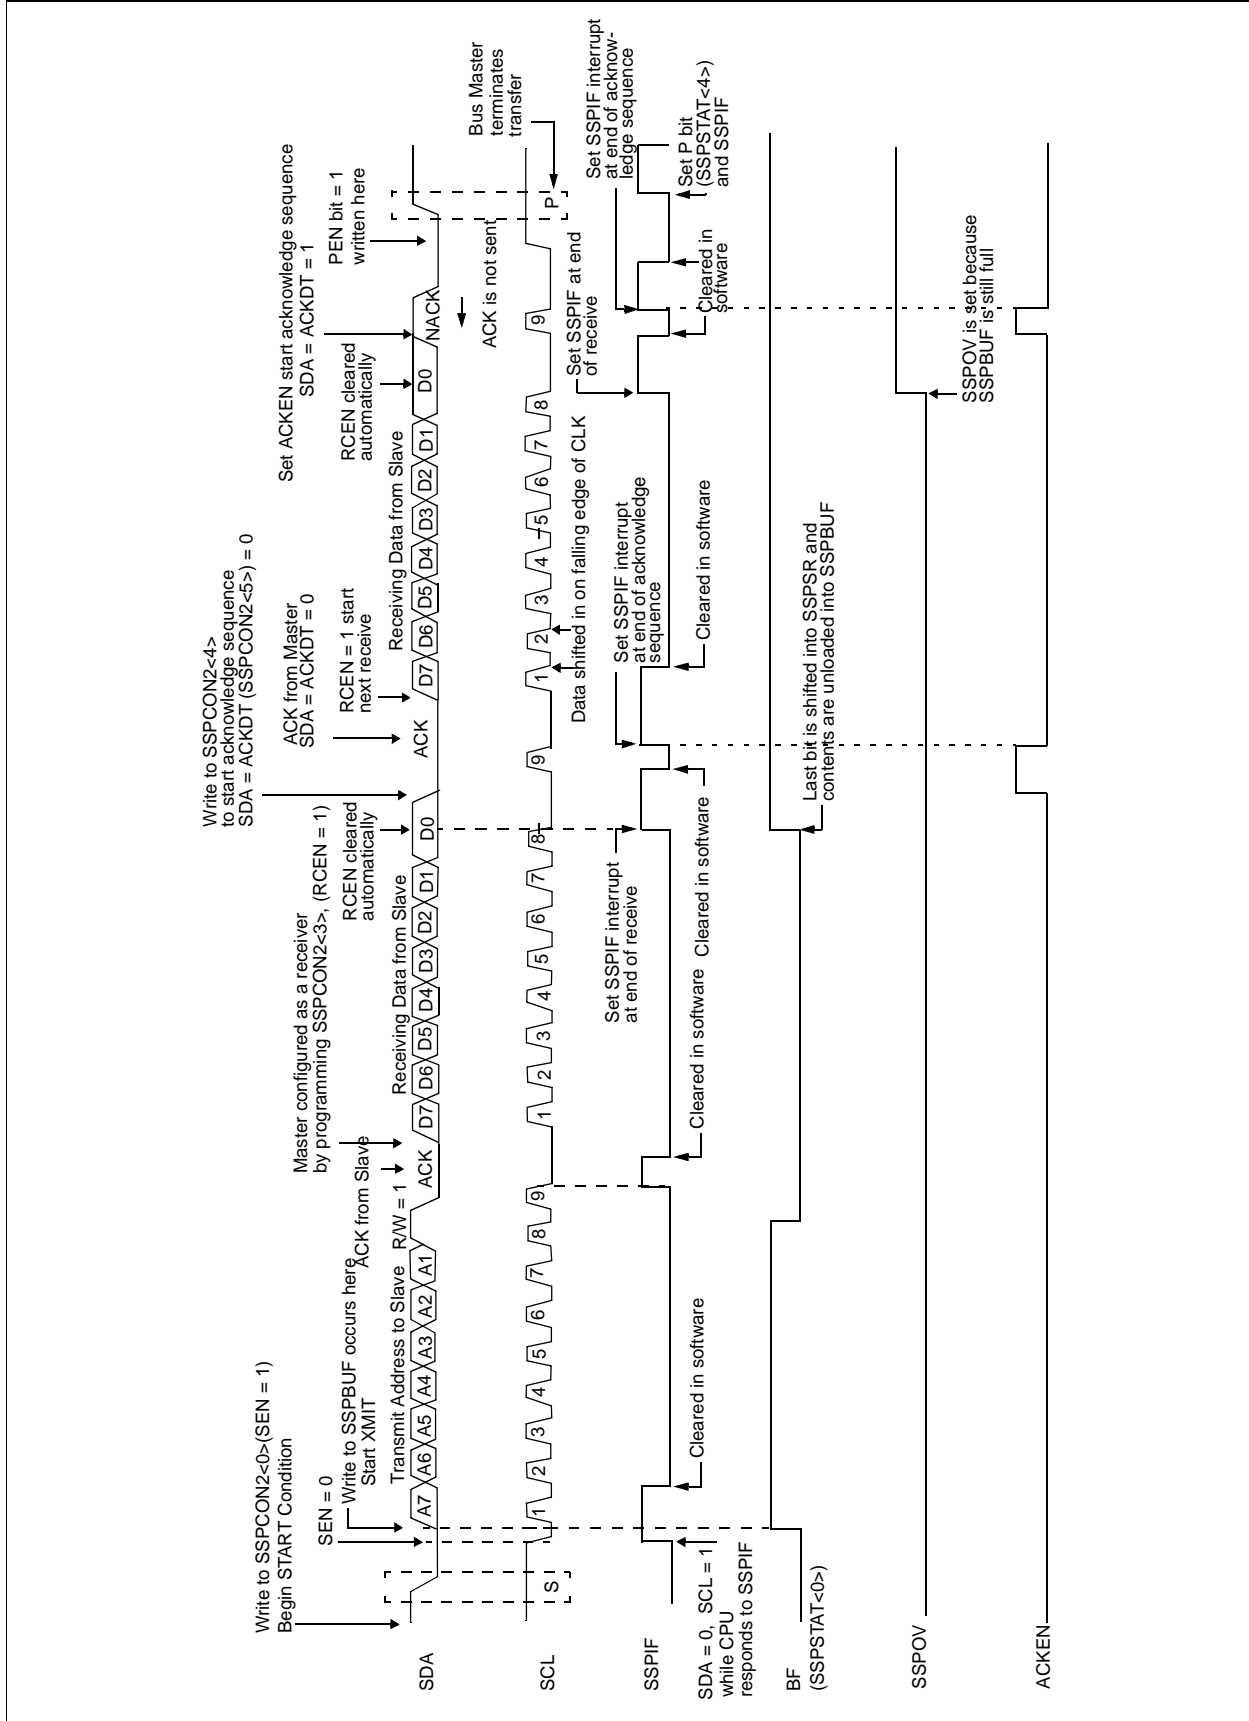 Write to SSPCON2<0>(SEN = 1)
Begin START Condition
SEN = 0
Write to SSPBUF occurs here
Start XMIT
Transmit Address to Slave
R/W = 1
ACK from Slave
Master configured as a receiver
by programming SSPCON2<3>, (RCEN = 1)
Receiving Data from Slave
RCEN cleared
automatically
Write to SSPCON2<4>
to start acknowledge sequence
SDA = ACKDT (SSPCON2<5>) = 0
ACK from Master
SDA = ACKDT = 0
RCEN = 1 start
next receive
Receiving Data from Slave
RCEN cleared
automatically
Set ACKEN start acknowledge sequence
SDA = ACKDT = 1
PEN bit = 1
written here
SDA
A7 A6 A5 A4 A3 A2 A1
ACK
D7 D6 D5 D4 D3 D2 D1 D0
ACK
D7 D6 D5 D4 D3 D2 D1 D0
NACK
ACK is not sent
Bus Master
terminates
transfer
SCL
S
1 2 3 4 5 6 7 8 9
1 2 3 4 5 6 7 8 9
1 2 3 4 5 6 7 8 9
P
Data shifted in on falling edge of CLK
Set SSPIF interrupt
at end of receive
Set SSPIF interrupt
at end of acknowledge
sequence
Set SSPIF at end
of receive
Set SSPIF interrupt
at end of acknow-
ledge sequence
SSPIF
SDA = 0, SCL = 1
while CPU
responds to SSPIF
Cleared in software
Cleared in software
Cleared in software
Cleared in software
Cleared in
software
Set P bit
(SSPSTAT<4>)
and SSPIF
BF
(SSPSTAT<0>)
Last bit is shifted into SSPSR and
contents are unloaded into SSPBUF
SSPOV
SSPOV is set because
SSPBUF is still full
ACKEN